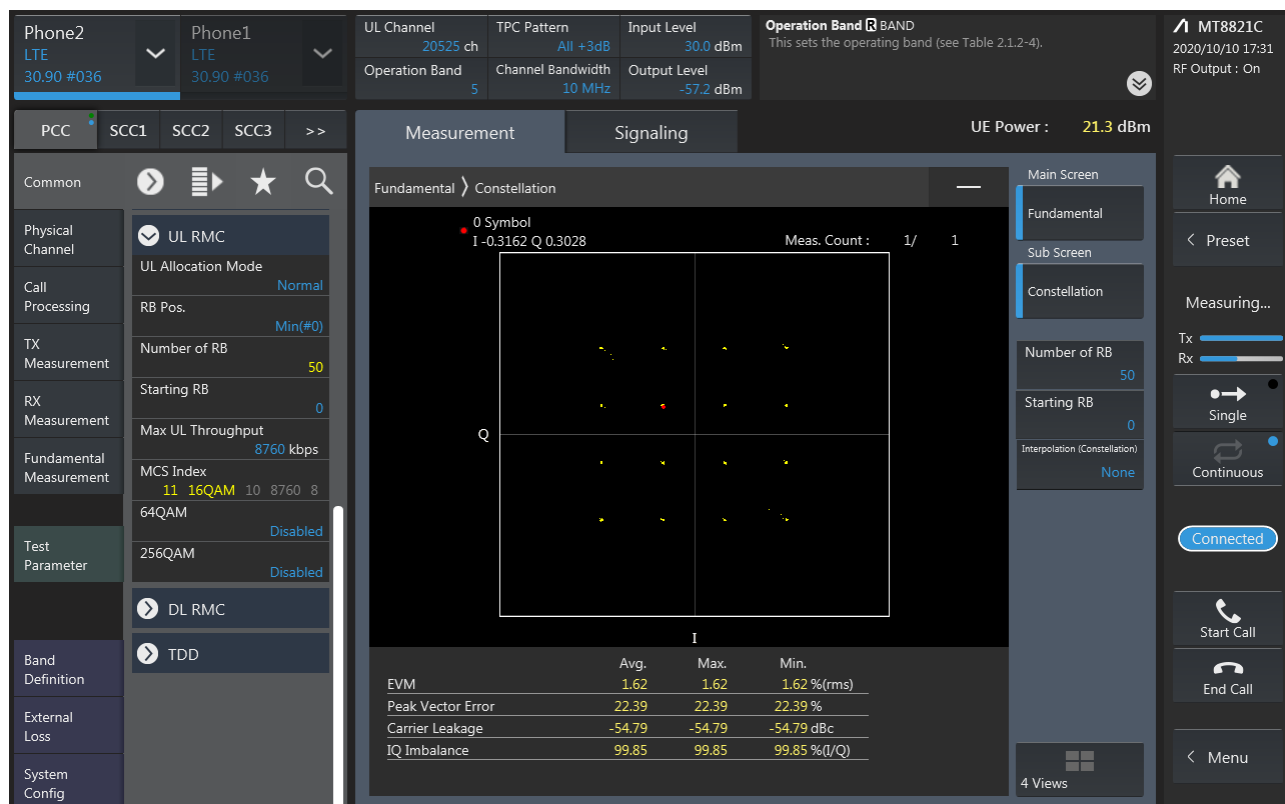 Phone2
LTE
30.90 #036
Phone1
LTE
30.90 #036
UL Channel
20525 ch
TPC Pattern
All +3dB
Input Level
30.0 dBm
Operation Band
5
Channel Bandwidth
10 MHz
Output Level
-57.2 dBm
Operation Band R BAND
This sets the operating band (see Table 2.1.2-4).
MT8821C
2020/10/10 17:31
RF Output : On
PCC SCC1 SCC2 SCC3 >>
Measurement
Signaling
UE Power : 21.3 dBm
Common
Physical
Channel
Call
Processing
TX
Measurement
RX
Measurement
Fundamental
Measurement
Test
Parameter
Band
Definition
External
Loss
System
Config
UL RMC
UL Allocation Mode
Normal
RB Pos.
Min(#0)
Number of RB
50
Starting RB
0
Max UL Throughput
8760 kbps
MCS Index
11 16QAM 10 8760 8
64QAM
Disabled
256QAM
Disabled
DL RMC
TDD
Fundamental Constellation
0 Symbol
I -0.3162 Q 0.3028
Meas. Count : 1/ 1
Q
I
Avg. Max. Min.
EVM 1.62 1.62 1.62 %(rms)
Peak Vector Error 22.39 22.39 22.39 %
Carrier Leakage -54.79 -54.79 -54.79 dBc
IQ Imbalance 99.85 99.85 99.85 %(I/Q)
Main Screen
Fundamental
Sub Screen
Constellation
Number of RB
50
Starting RB
0
Interpolation (Constellation)
None
4 Views
Home
< Preset
Measuring...
Tx
Rx
Single
Continuous
Connected
Start Call
End Call
< Menu